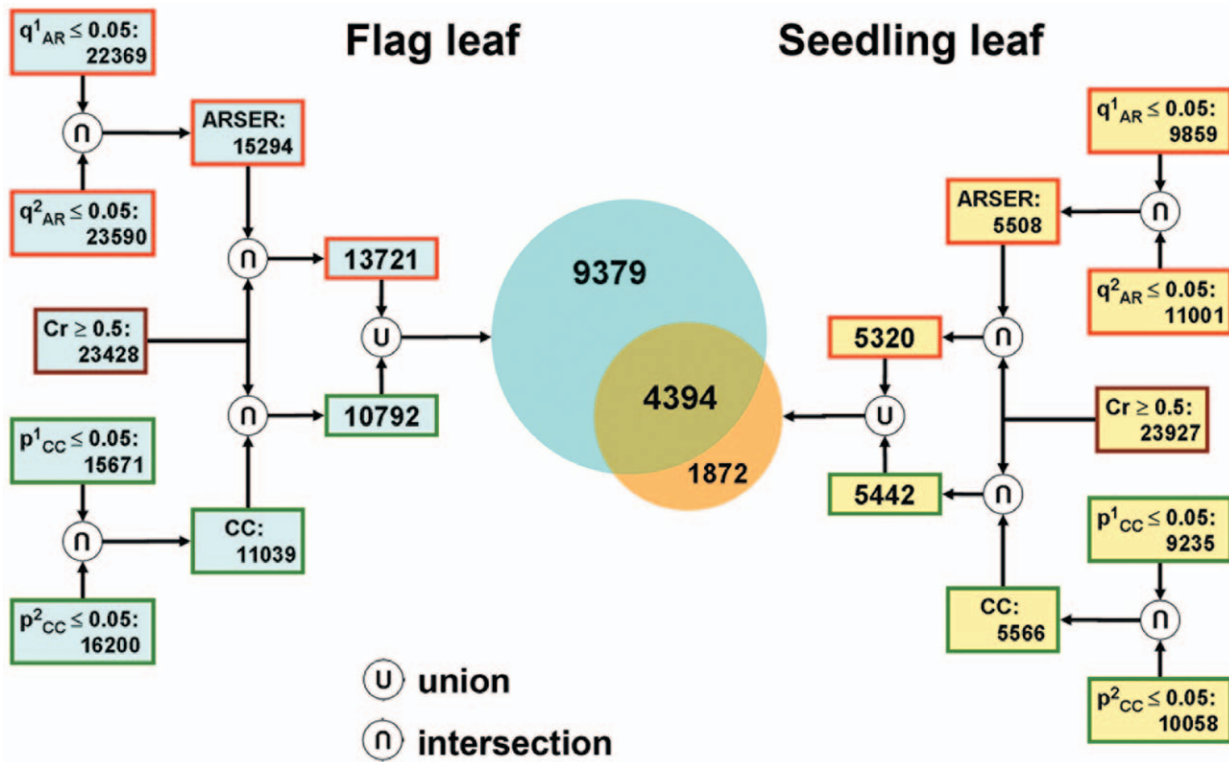 Flag leaf
Seedling leaf
q¹AR ≤ 0.05:
22369
q²AR ≤ 0.05:
23590
ARSER:
15294
Cr ≥ 0.5:
23428
13721
10792
p¹CC ≤ 0.05:
15671
p²CC ≤ 0.05:
16200
CC:
11039
∩
∩
∩
∩
U
9379
4394
1872
q¹AR ≤ 0.05:
9859
q²AR ≤ 0.05:
11001
ARSER:
5508
5320
5442
Cr ≥ 0.5:
23927
p¹CC ≤ 0.05:
9235
p²CC ≤ 0.05:
10058
CC:
5566
∩
∩
∩
∩
U
U union
∩ intersection